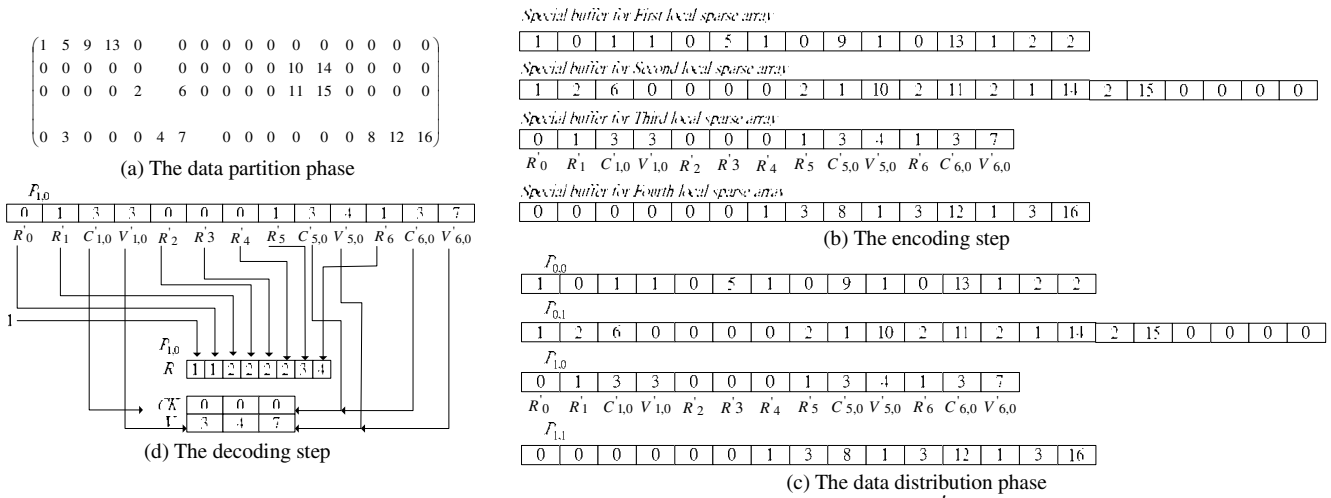 1 5 9 13 0 0 0 0 0 0 0 0 0 0 0 0
0 0 0 0 0 0 0 0 0 0 10 14 0 0 0 0
0 0 0 0 2 6 0 0 0 0 11 15 0 0 0 0
0 3 0 0 0 4 7 0 0 0 0 0 0 8 12 16
(a) The data partition phase
Special buffer for First local sparse array
1 0 1 1 0 5 1 0 9 1 0 13 1 2 2
Special buffer for Second local sparse array
1 2 6 0 0 0 0 2 1 10 2 11 2 1 14 2 15 0 0 0 0
Special buffer for Third local sparse array
0 1 3 3 0 0 0 1 3 4 1 3 7
R'0 R'1 C'1,0 V'1,0 R'2 R'3 R'4 R'5 C'5,0 V'5,0 R'6 C'6,0 V'6,0
Special buffer for Fourth local sparse array
0 0 0 0 0 0 1 3 8 1 3 12 1 3 16
(b) The encoding step
P0,0
1 0 1 1 0 5 1 0 9 1 0 13 1 2 2
P0,1
1 2 6 0 0 0 0 2 1 10 2 11 2 1 14 2 15 0 0 0 0
P1,0
0 1 3 3 0 0 0 1 3 4 1 3 7
R'0 R'1 C'1,0 V'1,0 R'2 R'3 R'4 R'5 C'5,0 V'5,0 R'6 C'6,0 V'6,0
P1,1
0 0 0 0 0 0 1 3 8 1 3 12 1 3 16
(c) The data distribution phase
P1,0
0 1 3 3 0 0 0 1 3 4 1 3 7
R'0 R'1 C'1,0 V'1,0 R'2 R'3 R'4 R'5 C'5,0 V'5,0 R'6 C'6,0 V'6,0
1
P1,0
R 1 1 2 2 2 2 3 4
CK 0 0 0
V 3 4 7
(d) The decoding step